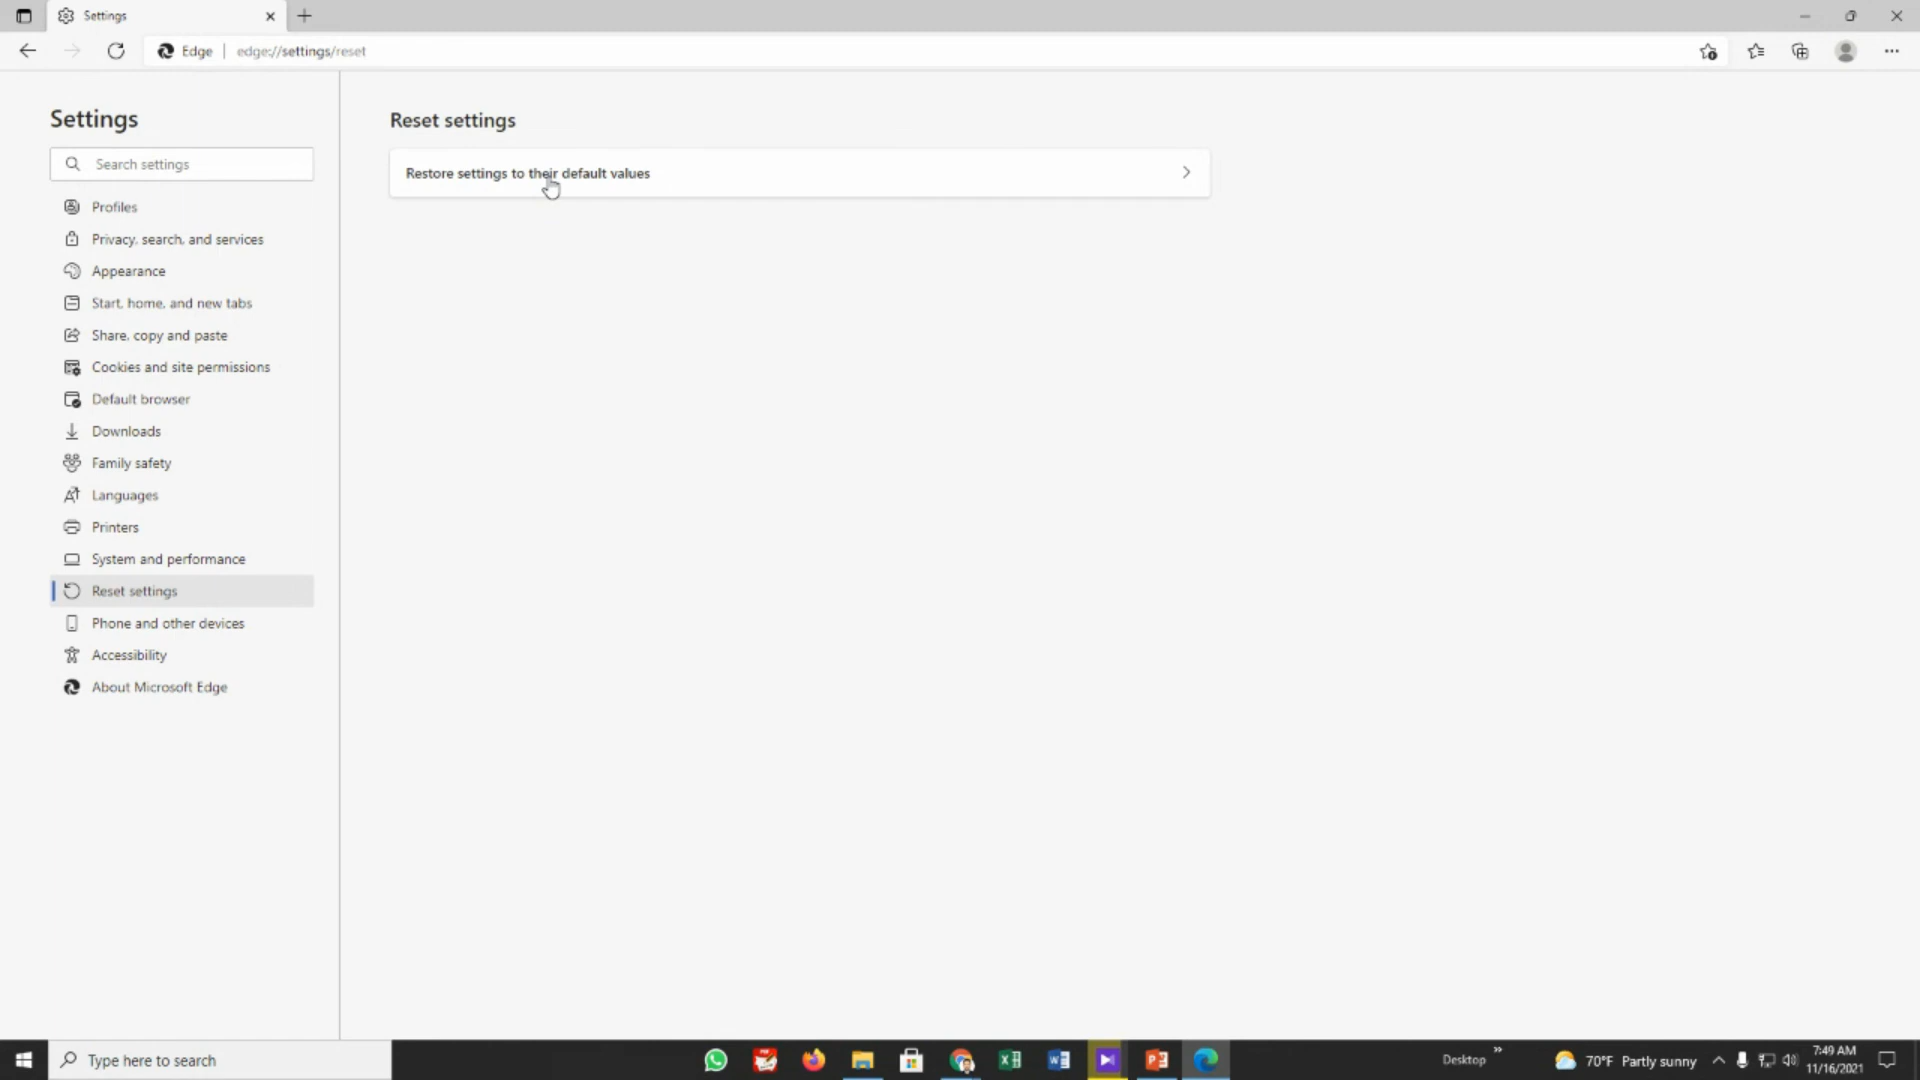 Settings
Edge | edge://settings/reset
Settings
Search settings
Profiles
Privacy, search, and services
Appearance
Start, home, and new tabs
Share, copy and paste
Cookies and site permissions
Default browser
Downloads
Family safety
Languages
Printers
System and performance
Reset settings
Phone and other devices
Accessibility
About Microsoft Edge
Reset settings
Restore settings to their default values
Type here to search
Desktop
70°F Partly sunny
7:49 AM
11/16/2021